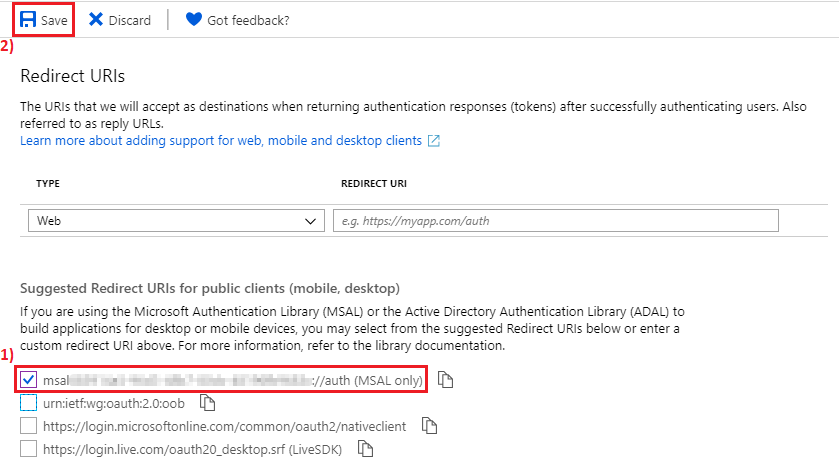 Save Discard Got feedback?
2)
Redirect URIs
The URIs that we will accept as destinations when returning authentication responses (tokens) after successfully authenticating users. Also
referred to as reply URLs.
Learn more about adding support for web, mobile and desktop clients
TYPE REDIRECT URI
Web e.g. https://myapp.com/auth
Suggested Redirect URIs for public clients (mobile, desktop)
If you are using the Microsoft Authentication Library (MSAL) or the Active Directory Authentication Library (ADAL) to
build applications for desktop or mobile devices, you may select from the suggested Redirect URIs below or enter a
custom redirect URI above. For more information, refer to the library documentation.
1)
msal ://auth (MSAL only)
urn:ietf:wg:oauth:2.0:oob
https://login.microsoftonline.com/common/oauth2/nativeclient
https://login.live.com/oauth20_desktop.srf (LiveSDK)